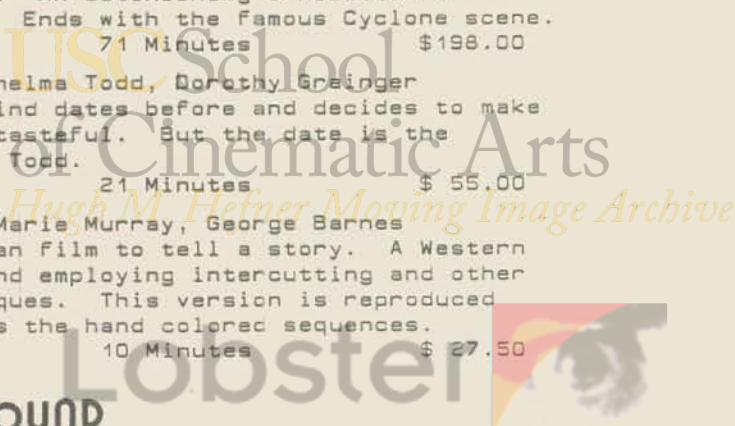 Ends with the famous Cyclone scene.
71 Minutes $198.00
USC School
helma Todd, Dorothy Grainger
ind dates before and decides to make
tasteful. But the date is the
of Cinematic Arts
Todd.
21 Minutes $ 55.00
Hugh M. Hefner Moving Image Archive
Marie Murray, George Barnes
an film to tell a story. A Western
nd employing intercutting and other
ques. This version is reproduced
s the hand colored sequences.
10 Minutes $ 27.50
Lobster
OUND